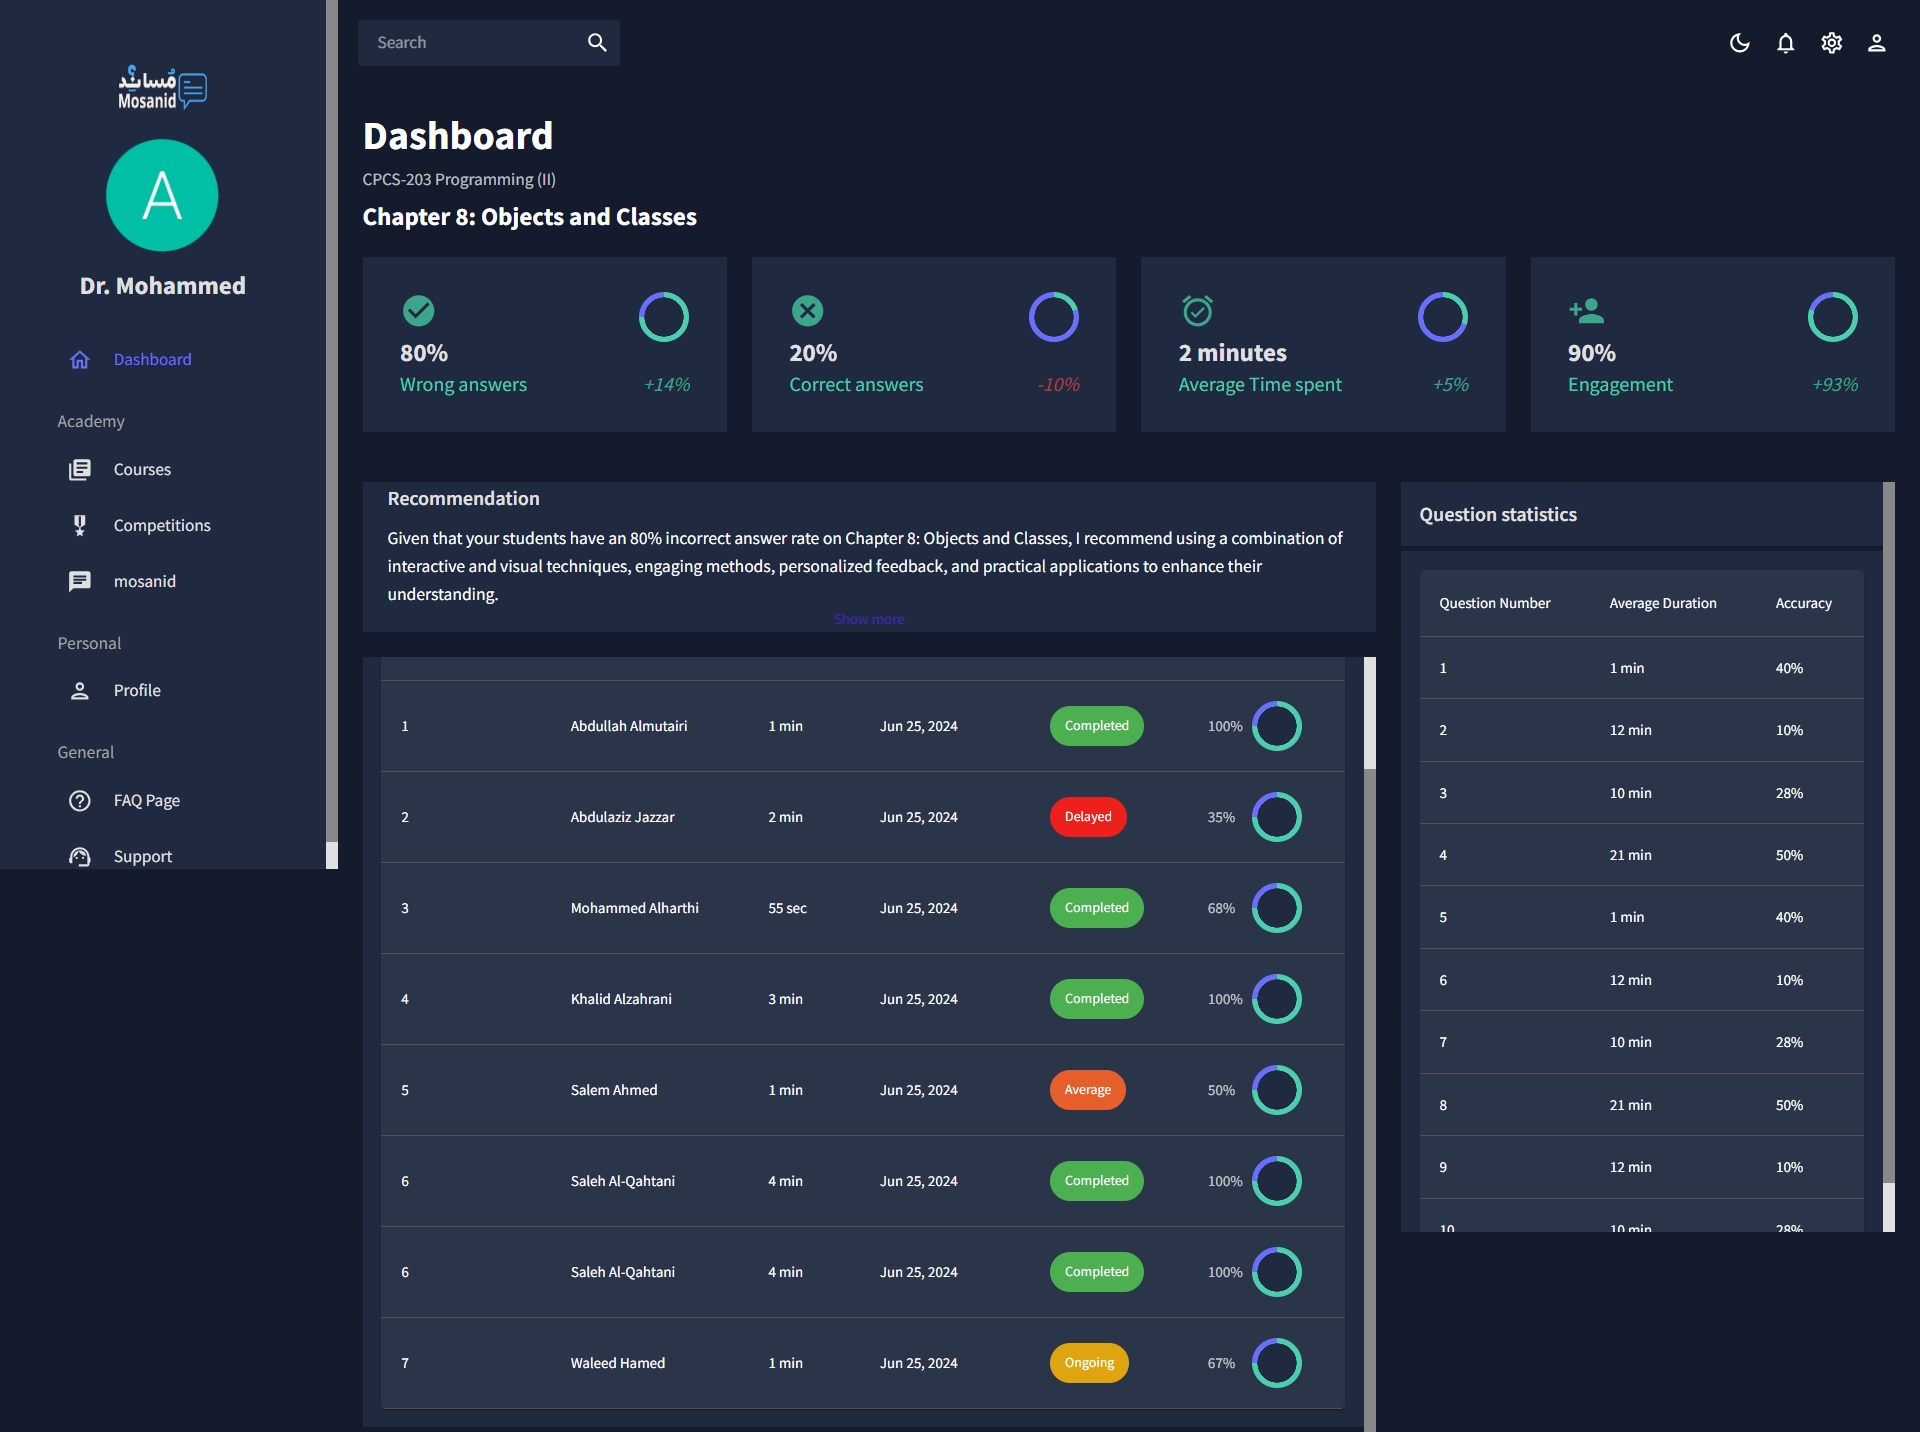 مُساند
Mosanid
A
Dr. Mohammed
Dashboard
Academy
Courses
Competitions
mosanid
Personal
Profile
General
FAQ Page
Support
Search
Dashboard
CPCS-203 Programming (II)
Chapter 8: Objects and Classes
80%
Wrong answers +14%
20%
Correct answers -10%
2 minutes
Average Time spent +5%
90%
Engagement +93%
Recommendation
Given that your students have an 80% incorrect answer rate on Chapter 8: Objects and Classes, I recommend using a combination of
interactive and visual techniques, engaging methods, personalized feedback, and practical applications to enhance their
understanding.
Show more
1 Abdullah Almutairi 1 min Jun 25, 2024 Completed 100%
2 Abdulaziz Jazzar 2 min Jun 25, 2024 Delayed 35%
3 Mohammed Alharthi 55 sec Jun 25, 2024 Completed 68%
4 Khalid Alzahrani 3 min Jun 25, 2024 Completed 100%
5 Salem Ahmed 1 min Jun 25, 2024 Average 50%
6 Saleh Al-Qahtani 4 min Jun 25, 2024 Completed 100%
6 Saleh Al-Qahtani 4 min Jun 25, 2024 Completed 100%
7 Waleed Hamed 1 min Jun 25, 2024 Ongoing 67%
Question statistics
Question Number Average Duration Accuracy
1 1 min 40%
2 12 min 10%
3 10 min 28%
4 21 min 50%
5 1 min 40%
6 12 min 10%
7 10 min 28%
8 21 min 50%
9 12 min 10%
10 10 min 28%